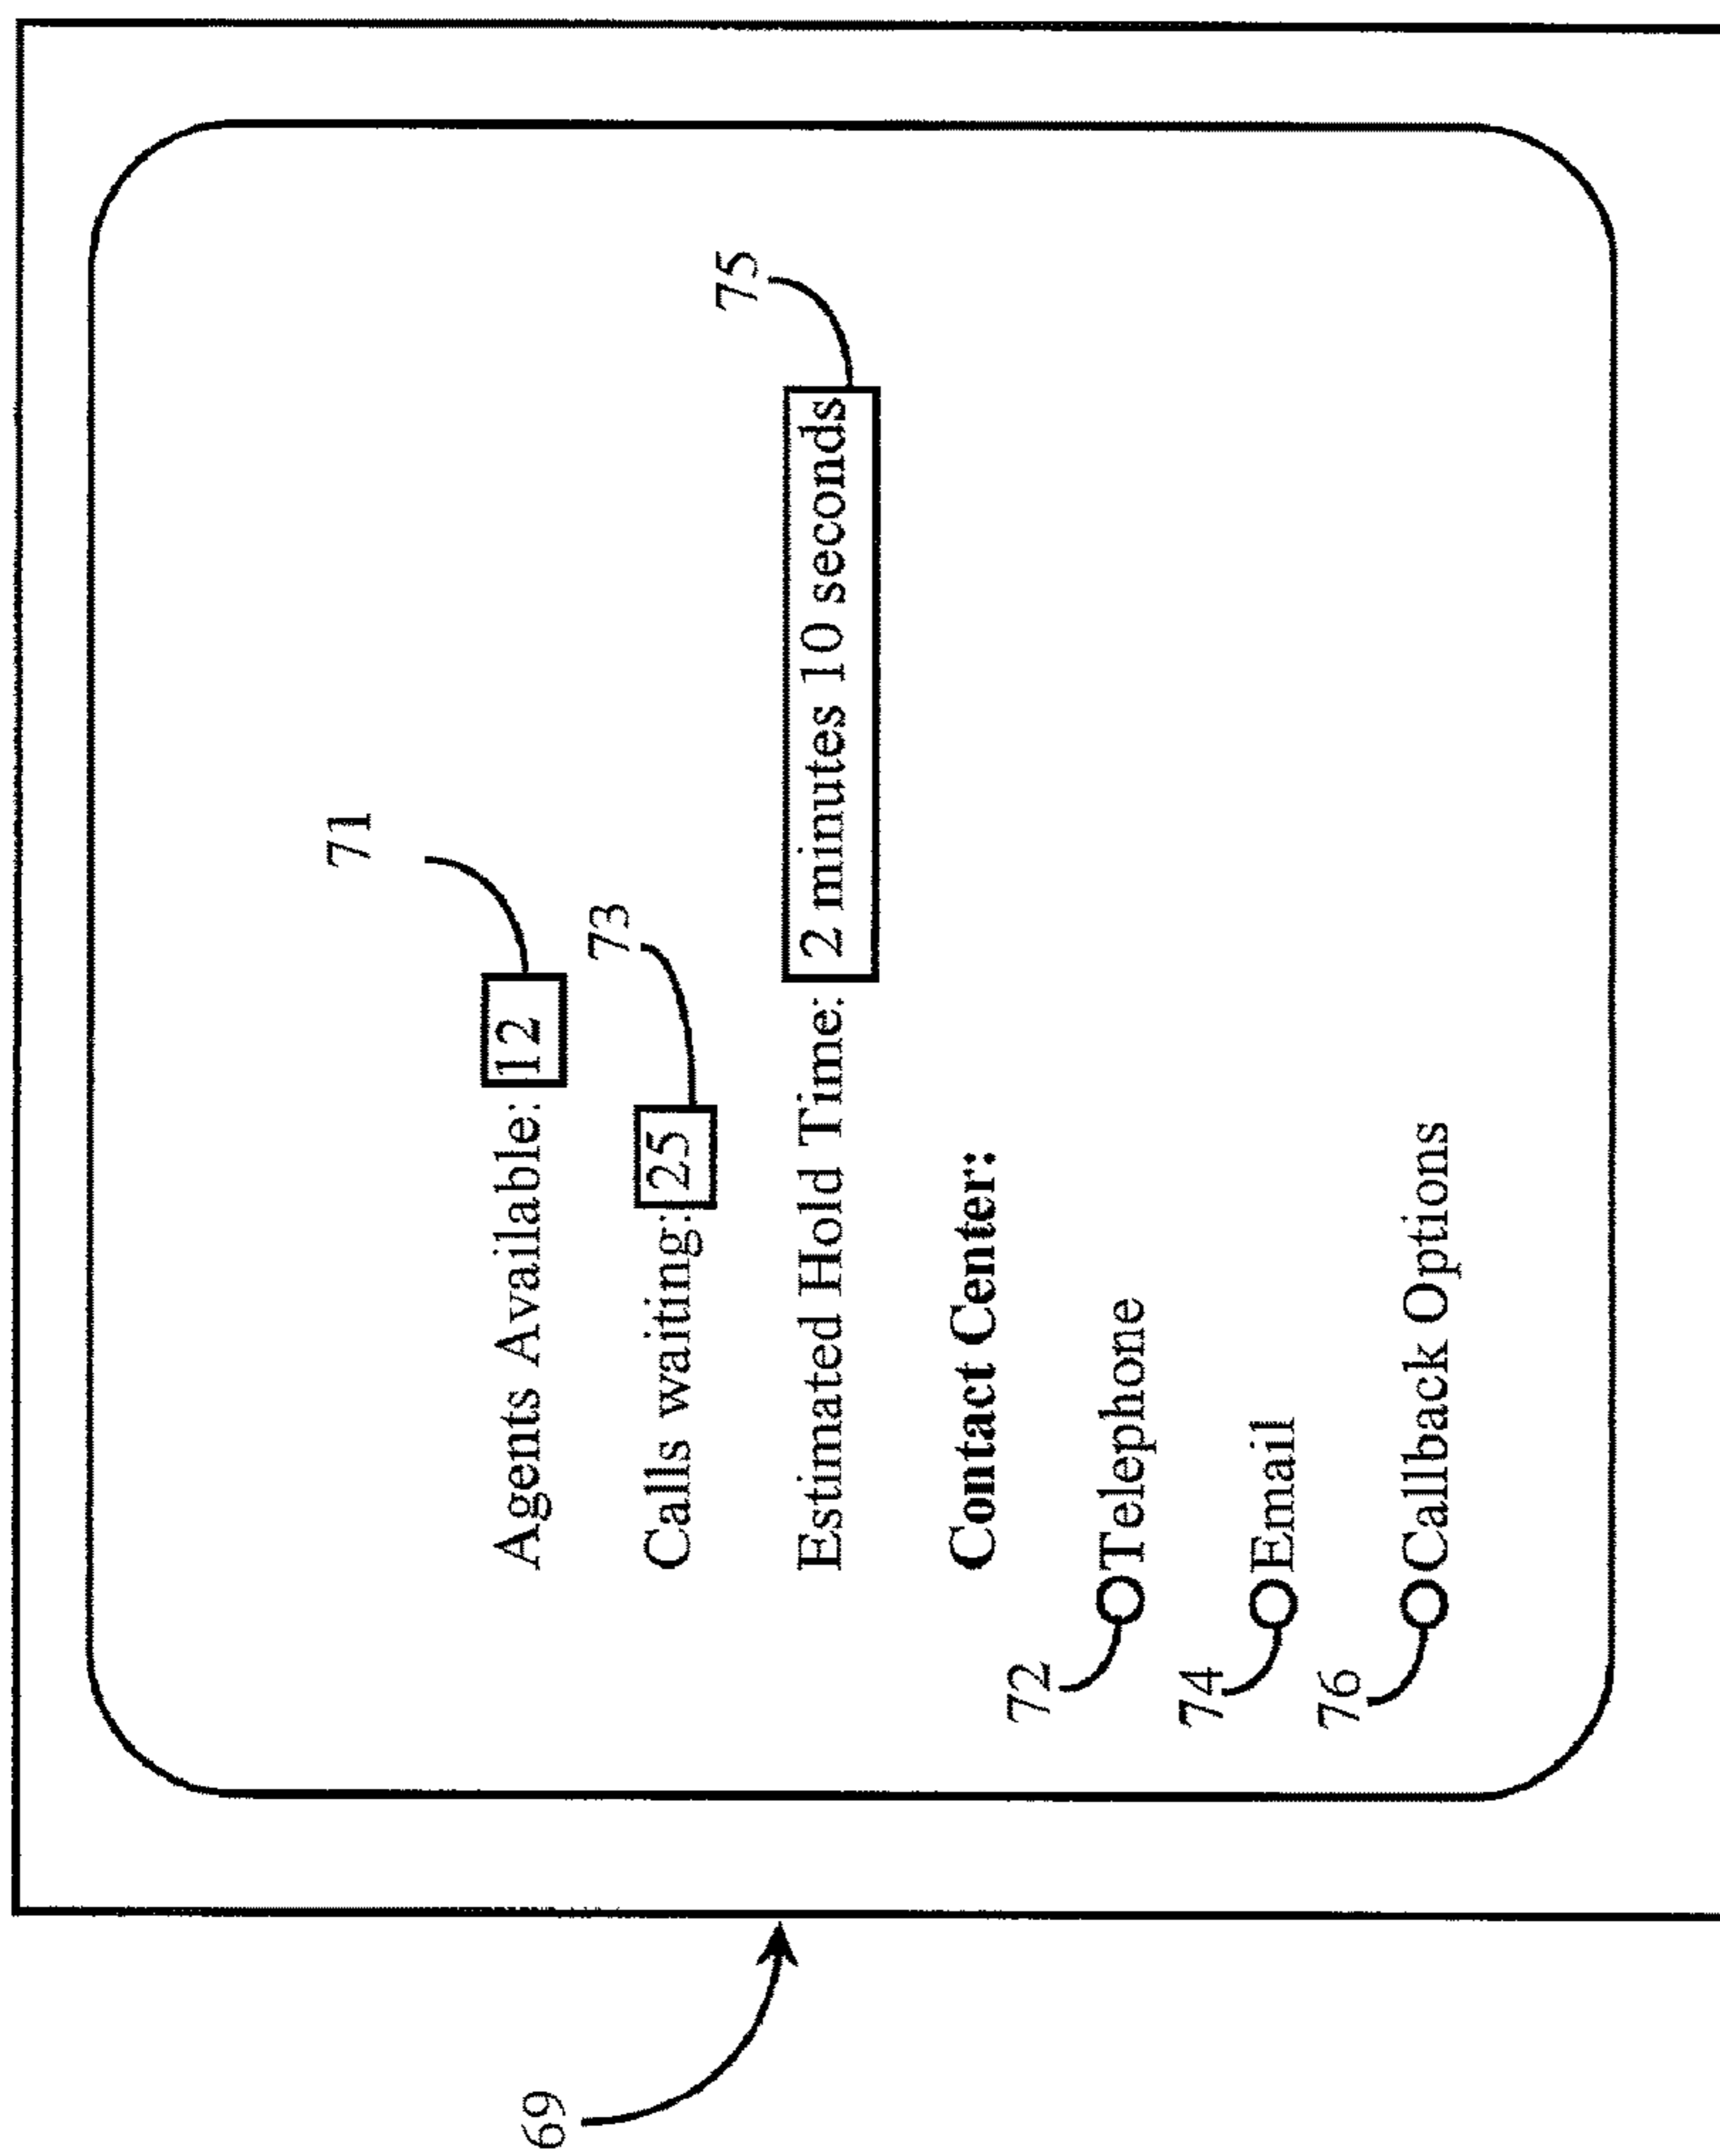 71
Agents Available: 12
73
Calls waiting: 25
75
Estimated Hold Time: 2 minutes 10 seconds
Contact Center:
72
Telephone
74
Email
76
Callback Options
69